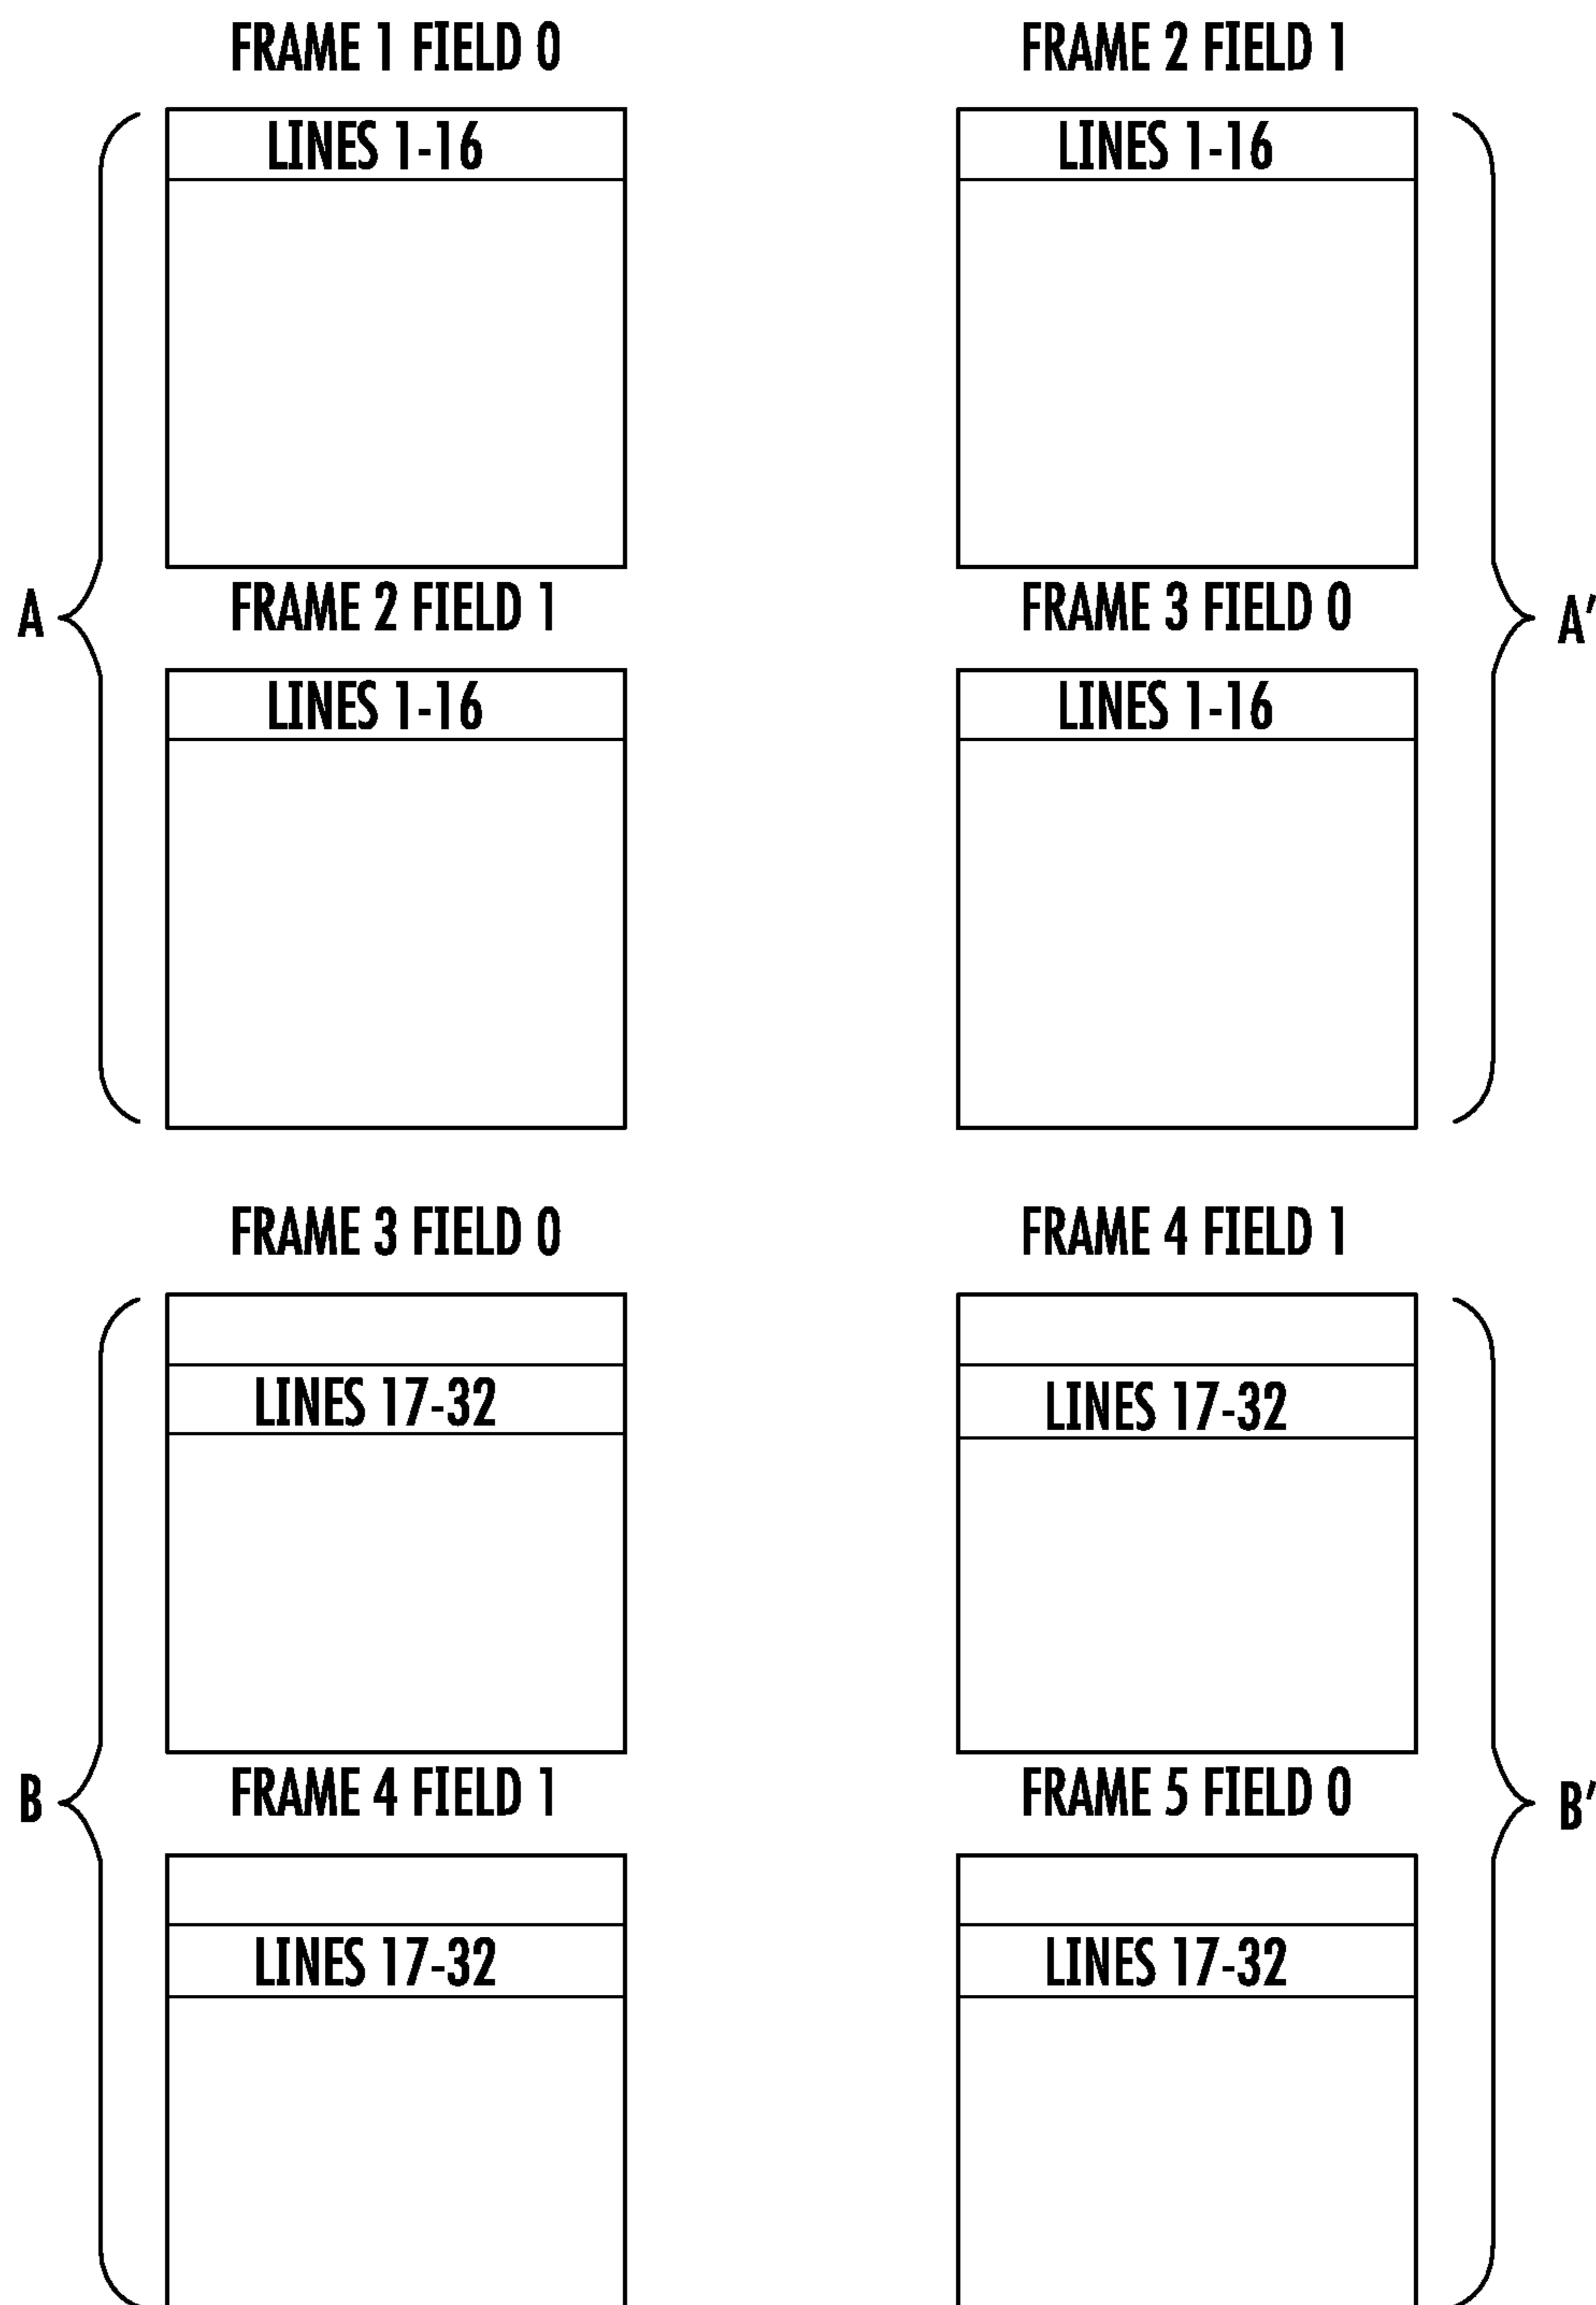 FRAME 1 FIELD 0
FRAME 2 FIELD 1
LINES 1-16
LINES 1-16
A
FRAME 2 FIELD 1
FRAME 3 FIELD 0
A'
LINES 1-16
LINES 1-16
FRAME 3 FIELD 0
FRAME 4 FIELD 1
LINES 17-32
LINES 17-32
B
FRAME 4 FIELD 1
FRAME 5 FIELD 0
B'
LINES 17-32
LINES 17-32